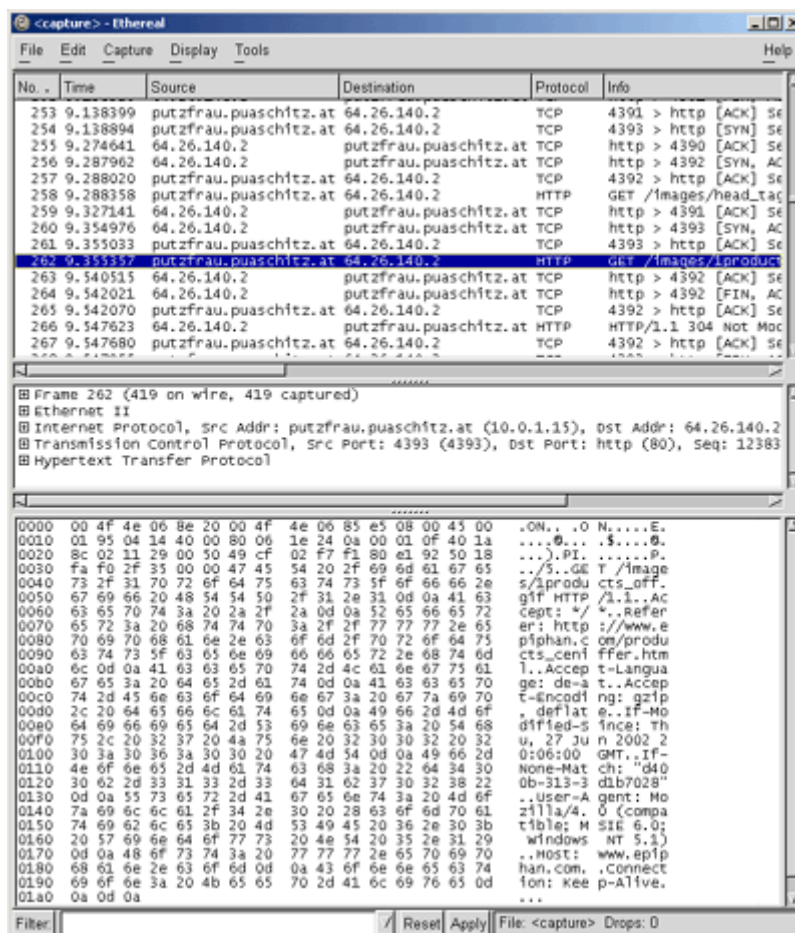 <capture> - Ethereal
File Edit Capture Display Tools Help
No. . Time Source Destination Protocol Info
253 9.138399 putzfrau.puaschitz.at 64.26.140.2 TCP 4391 > http [ACK] Se
254 9.138894 putzfrau.puaschitz.at 64.26.140.2 TCP 4393 > http [SYN] Se
255 9.274641 64.26.140.2 putzfrau.puaschitz.at TCP http > 4390 [ACK] Se
256 9.287962 64.26.140.2 putzfrau.puaschitz.at TCP http > 4392 [SYN, AC
257 9.288020 putzfrau.puaschitz.at 64.26.140.2 TCP 4392 > http [ACK] Se
258 9.288358 putzfrau.puaschitz.at 64.26.140.2 HTTP GET /images/head_tag
259 9.327141 64.26.140.2 putzfrau.puaschitz.at TCP http > 4391 [ACK] Se
260 9.354976 64.26.140.2 putzfrau.puaschitz.at TCP http > 4393 [SYN, AC
261 9.355033 putzfrau.puaschitz.at 64.26.140.2 TCP 4393 > http [ACK] Se
262 9.355357 putzfrau.puaschitz.at 64.26.140.2 HTTP GET /images/1product
263 9.540515 64.26.140.2 putzfrau.puaschitz.at TCP http > 4392 [ACK] Se
264 9.542021 64.26.140.2 putzfrau.puaschitz.at TCP http > 4392 [FIN, AC
265 9.542070 putzfrau.puaschitz.at 64.26.140.2 TCP 4392 > http [ACK] Se
266 9.547623 64.26.140.2 putzfrau.puaschitz.at HTTP HTTP/1.1 304 Not Moc
267 9.547680 putzfrau.puaschitz.at 64.26.140.2 TCP 4392 > http [ACK] Se
Frame 262 (419 on wire, 419 captured)
Ethernet II
Internet Protocol, Src Addr: putzfrau.puaschitz.at (10.0.1.15), Dst Addr: 64.26.140.2
Transmission Control Protocol, Src Port: 4393 (4393), Dst Port: http (80), Seq: 12383
Hypertext Transfer Protocol
0000 00 4f 4e 06 8e 20 00 4f 4e 06 85 e5 08 00 45 00 .ON.. .O N.....E.
0010 01 95 04 14 40 00 80 06 1e 24 0a 00 01 0f 40 1a ....@... .$....@.
0020 8c 02 11 29 00 50 49 cf 02 f7 f1 80 e1 92 50 18 ...).PI. ......P.
0030 fa f0 2f 35 00 00 47 45 54 20 2f 69 6d 61 67 65 ../5..GE T /image
0040 73 2f 31 70 72 6f 64 75 63 74 73 5f 6f 66 66 2e s/1produ cts_off.
0050 67 69 66 20 48 54 54 50 2f 31 2e 31 0d 0a 41 63 gif HTTP /1.1..Ac
0060 63 65 70 74 3a 20 2a 2f 2a 0d 0a 52 65 66 65 72 cept: */ *..Refer
0070 65 72 3a 20 68 74 74 70 3a 2f 2f 77 77 77 2e 65 er: http ://www.e
0080 70 69 70 68 61 6e 2e 63 6f 6d 2f 70 72 6f 64 75 piphan.c om/produ
0090 63 74 73 5f 63 65 6e 69 66 66 65 72 2e 68 74 6d cts_ceni ffer.htm
00a0 6c 0d 0a 41 63 63 65 70 74 2d 4c 61 6e 67 75 61 l..Accep t-Langua
00b0 67 65 3a 20 64 65 2d 61 74 0d 0a 41 63 63 65 70 ge: de-a t..Accep
00c0 74 2d 45 6e 63 6f 64 69 6e 67 3a 20 67 7a 69 70 t-Encodi ng: gzip
00d0 2c 20 64 65 66 6c 61 74 65 0d 0a 49 66 2d 4d 6f , deflat e..If-Mo
00e0 64 69 66 69 65 64 2d 53 69 6e 63 65 3a 20 54 68 dified-S ince: Th
00f0 75 2c 20 32 37 20 4a 75 6e 20 32 30 30 32 20 32 u, 27 Ju n 2002 2
0100 30 3a 30 36 3a 30 30 20 47 4d 54 0d 0a 49 66 2d 0:06:00 GMT..If-
0110 4e 6f 6e 65 2d 4d 61 74 63 68 3a 20 22 64 34 30 None-Mat ch: "d40
0120 30 62 2d 33 31 33 2d 33 64 31 62 37 30 32 38 22 0b-313-3 d1b7028"
0130 0d 0a 55 73 65 72 2d 41 67 65 6e 74 3a 20 4d 6f ..User-A gent: Mo
0140 7a 69 6c 6c 61 2f 34 2e 30 20 28 63 6f 6d 70 61 zilla/4. 0 (compa
0150 74 69 62 6c 65 3b 20 4d 53 49 45 20 36 2e 30 3b tible; M SIE 6.0;
0160 20 57 69 6e 64 6f 77 73 20 4e 54 20 35 2e 31 29 Windows NT 5.1)
0170 0d 0a 48 6f 73 74 3a 20 77 77 77 2e 65 70 69 70 ..Host: www.epip
0180 68 61 6e 2e 63 6f 6d 0d 0a 43 6f 6e 6e 65 63 74 han.com. .Connect
0190 69 6f 6e 3a 20 4b 65 65 70 2d 41 6c 69 76 65 0d ion: Kee p-Alive.
01a0 0a 0d 0a ...
Filter: / Reset Apply File: <capture> Drops: 0